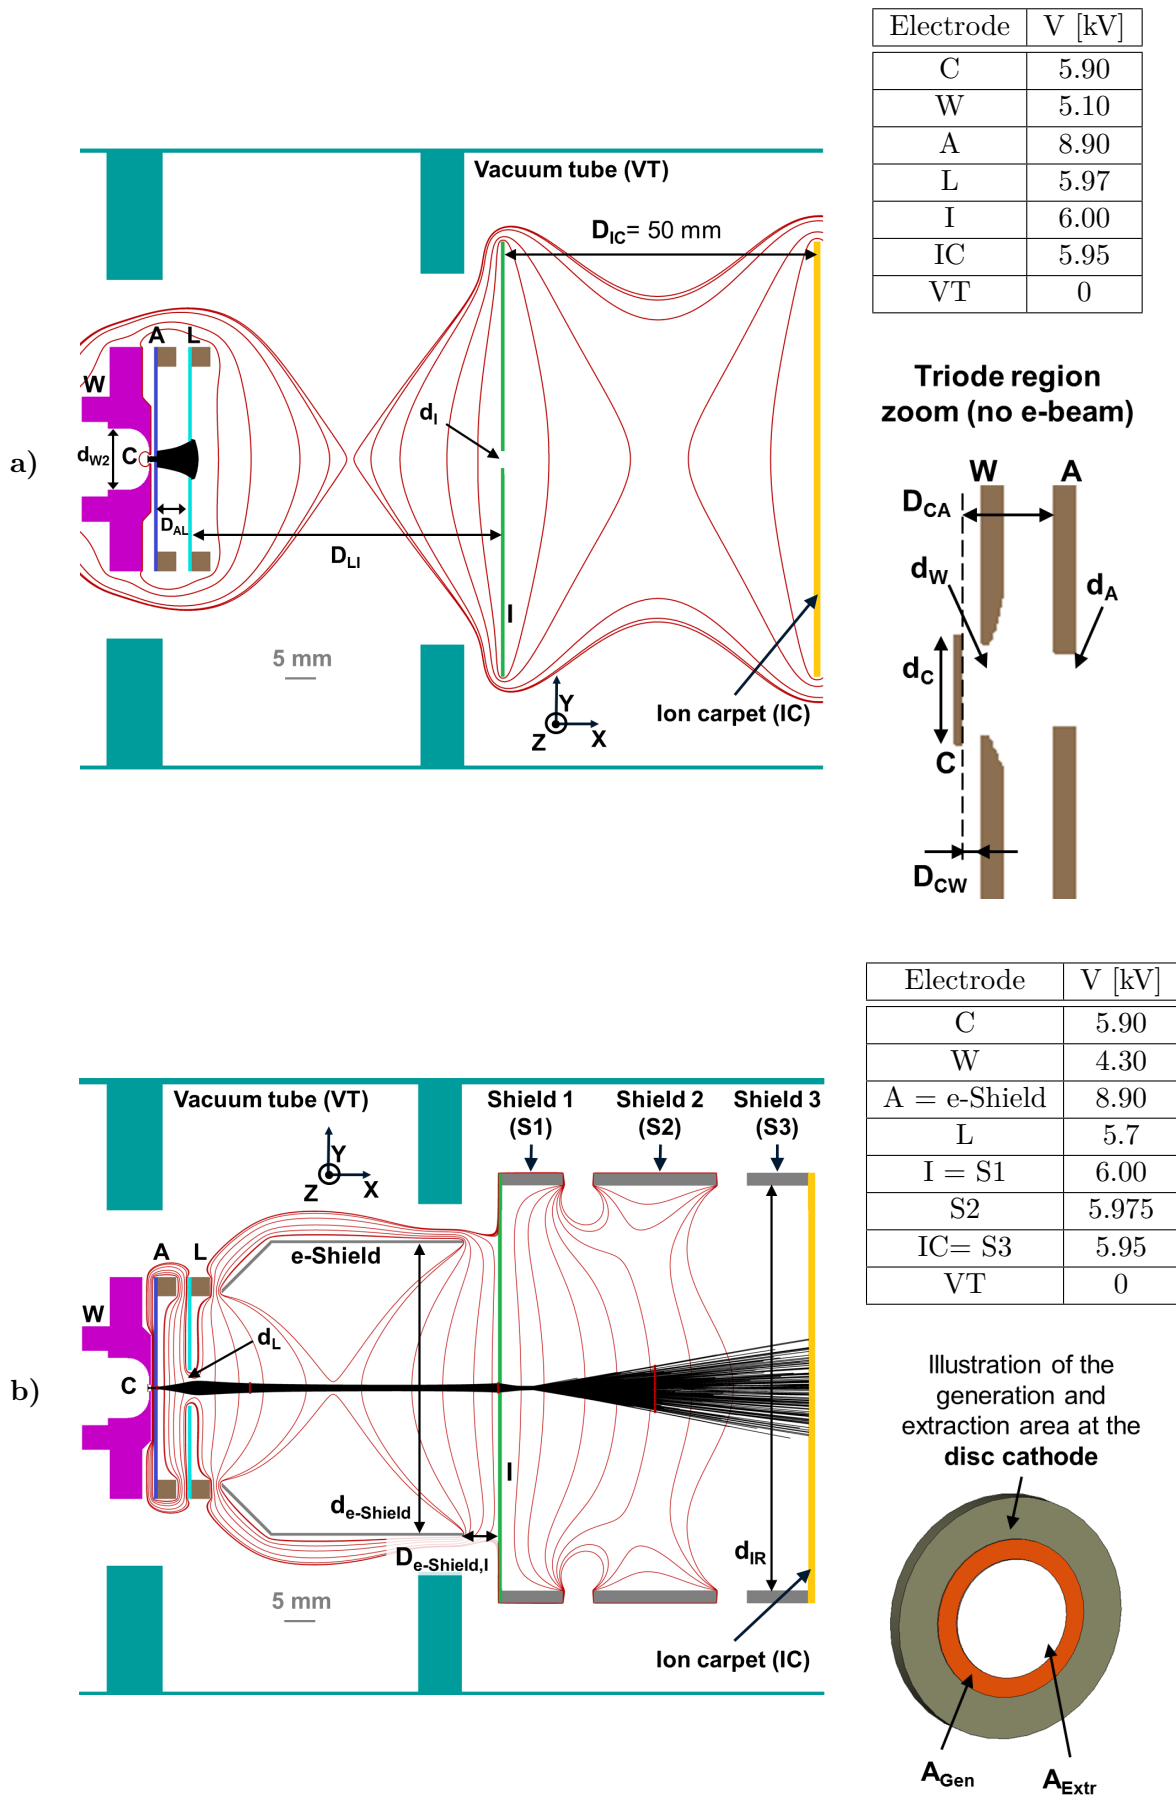 Electrode V [kV]
C 5.90
W 5.10
A 8.90
L 5.97
I 6.00
IC 5.95
VT 0
Vacuum tube (VT)
D_IC= 50 mm
A L
W
d_I
a)
d_W2 C
D_AL
D_LI
I
5 mm
Y
Z X
Ion carpet (IC)
Triode region
zoom (no e-beam)
W A
D_CA
d_W
d_A
d_C
C
D_CW
Electrode V [kV]
C 5.90
W 4.30
A = e-Shield 8.90
L 5.7
I = S1 6.00
S2 5.975
IC= S3 5.95
VT 0
Vacuum tube (VT)
Shield 1
(S1)
Shield 2
(S2)
Shield 3
(S3)
Y
Z X
A L
e-Shield
W
d_L
b)
C
I
d_e-Shield
D_e-Shield,I
d_IR
5 mm
Ion carpet (IC)
Illustration of the
generation and
extraction area at the
disc cathode
A_Gen
A_Extr